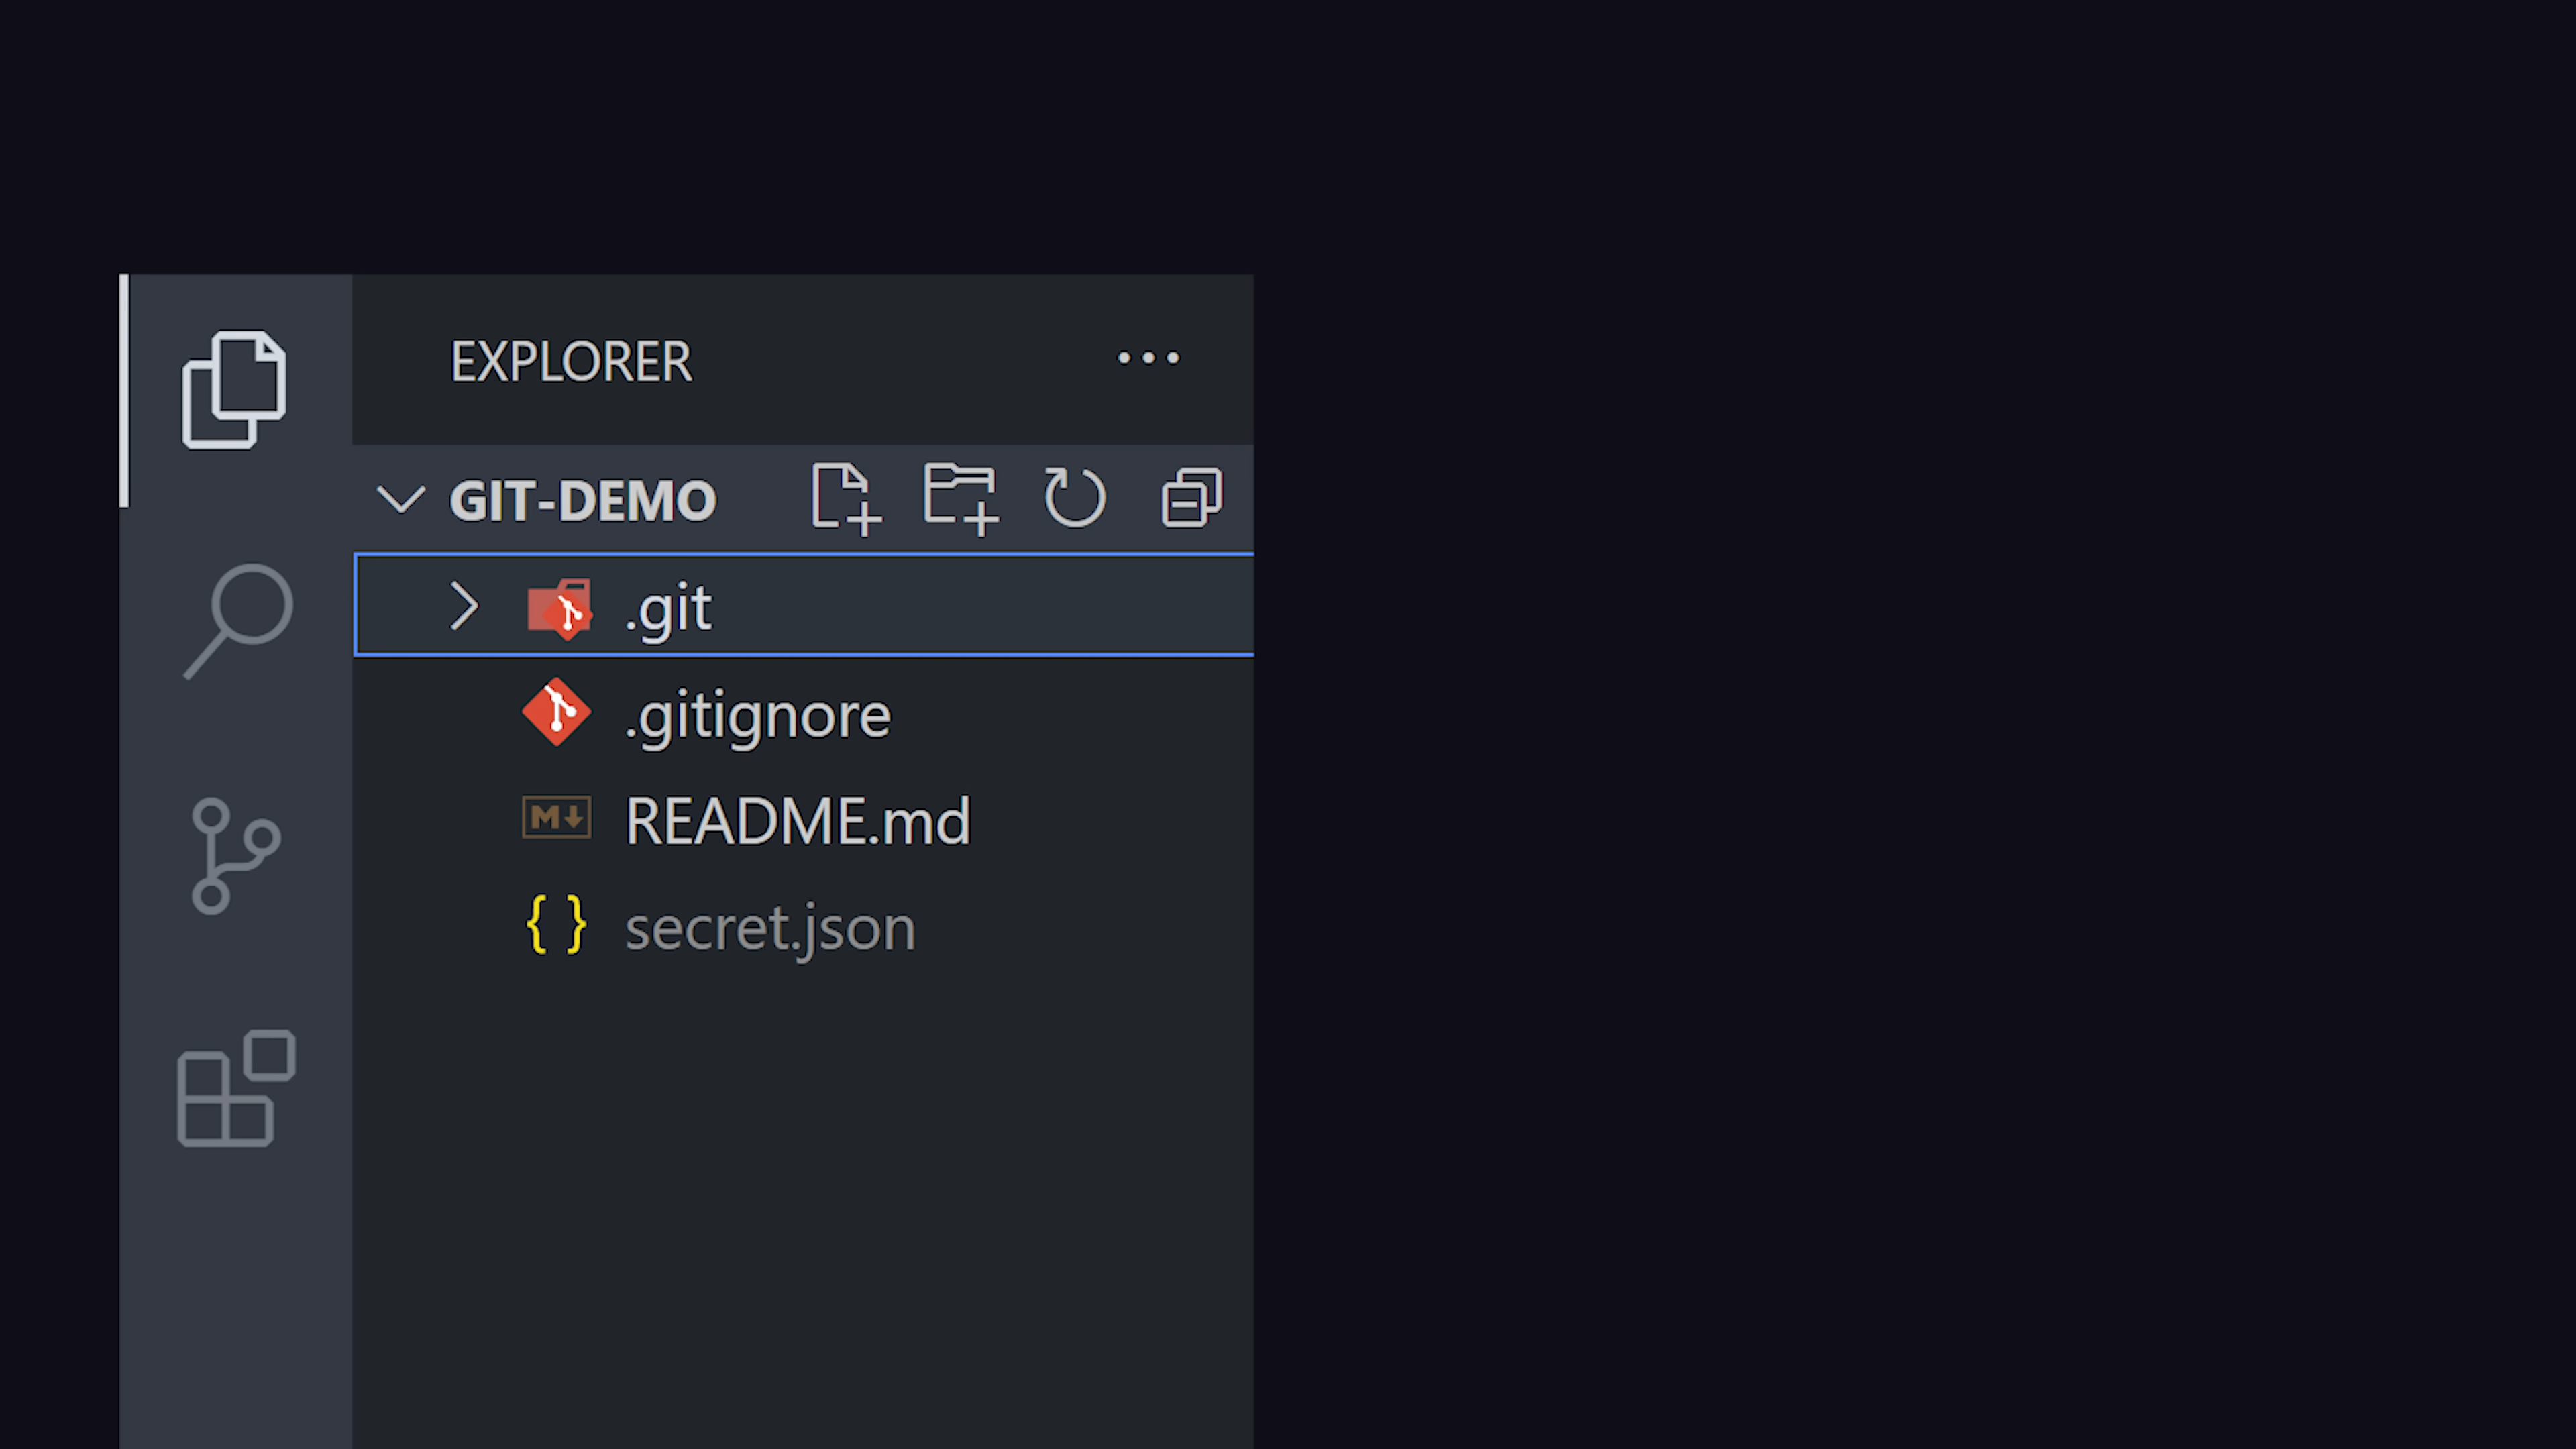 EXPLORER
GIT-DEMO
.git
.gitignore
M README.md
{ } secret.json